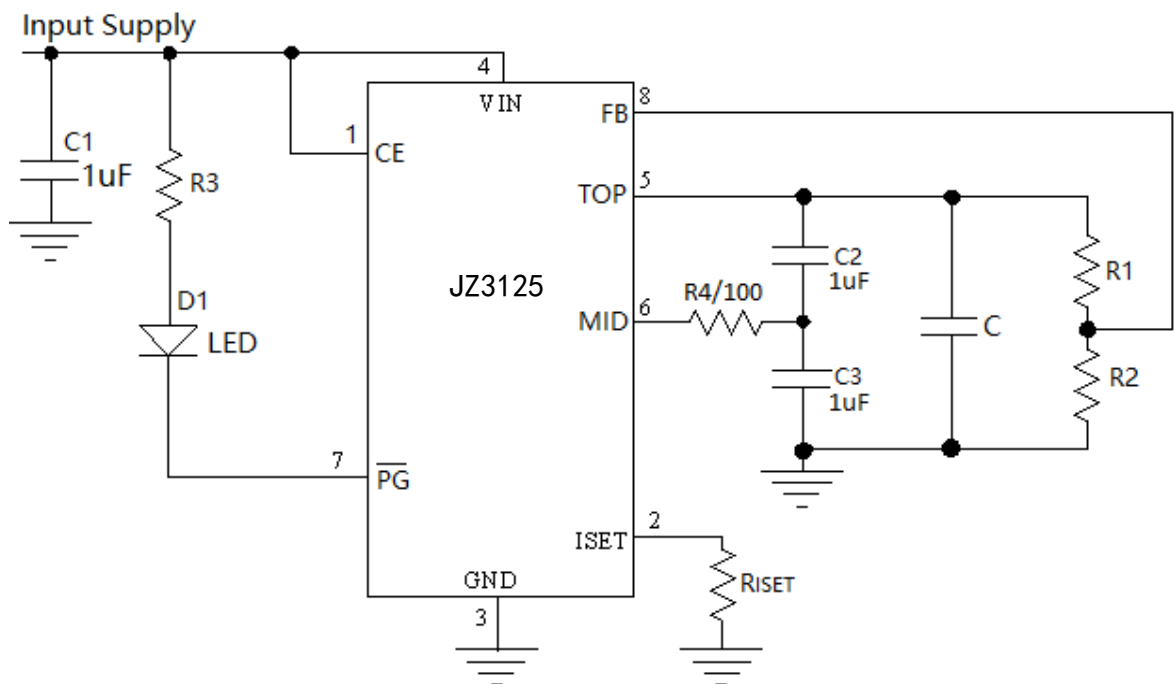 Input Supply
4
VIN
8
FB
C1
1uF
1
CE
R3
5
TOP
C2
1uF
R1
JZ3125
R4/100
D1
LED
6
MID
C
C3
1uF
R2
7
PG
2
ISET
GND
3
RISET